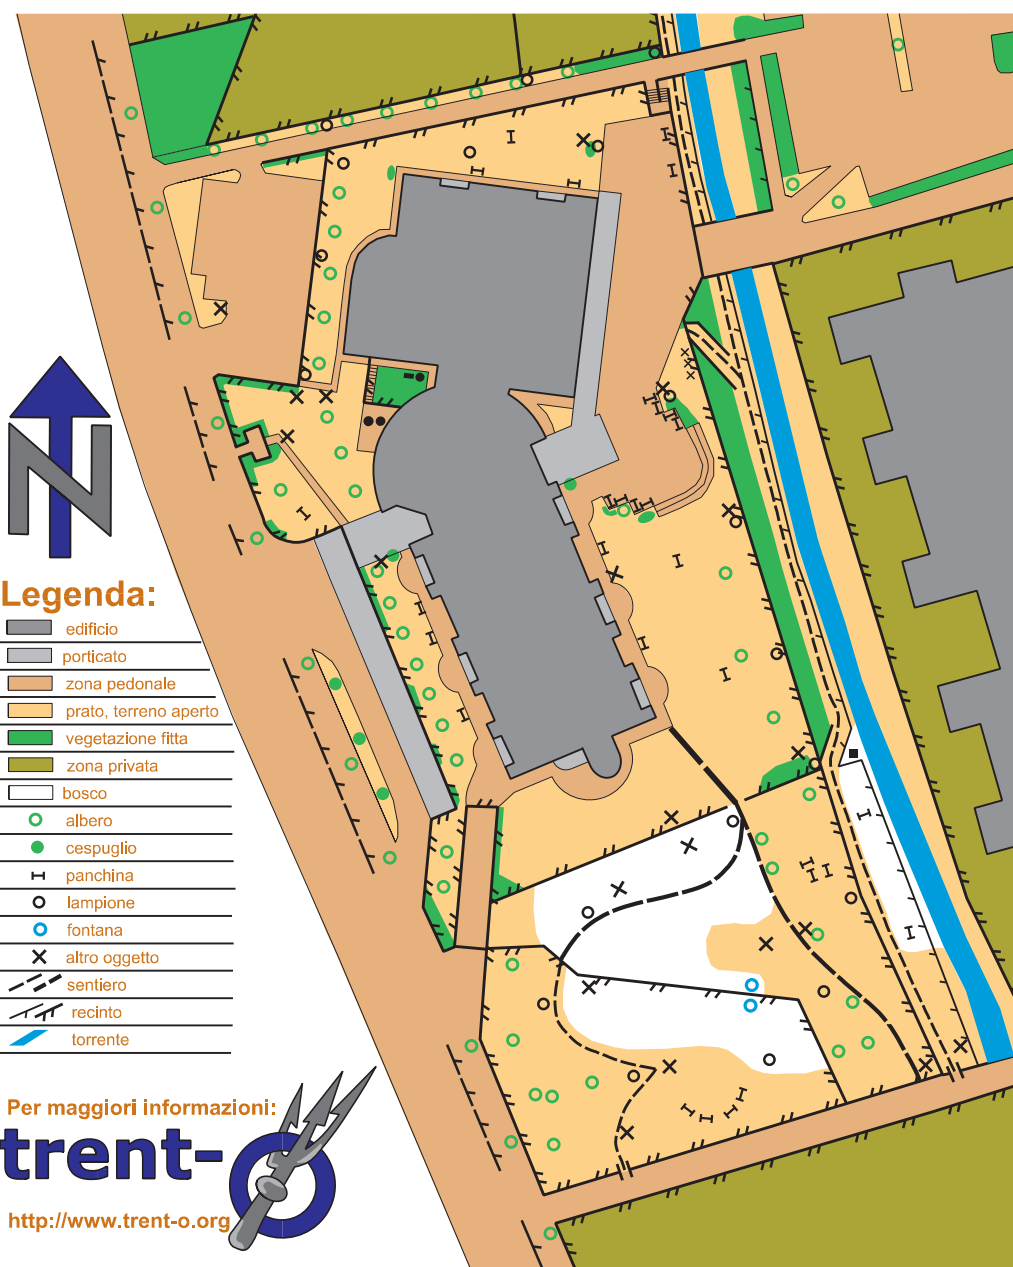 N
Legenda:
edificio
porticato
zona pedonale
prato, terreno aperto
vegetazione fitta
zona privata
bosco
albero
cespuglio
panchina
lampione
fontana
altro oggetto
sentiero
recinto
torrente
Per maggiori informazioni:
trent-
http://www.trent-o.org